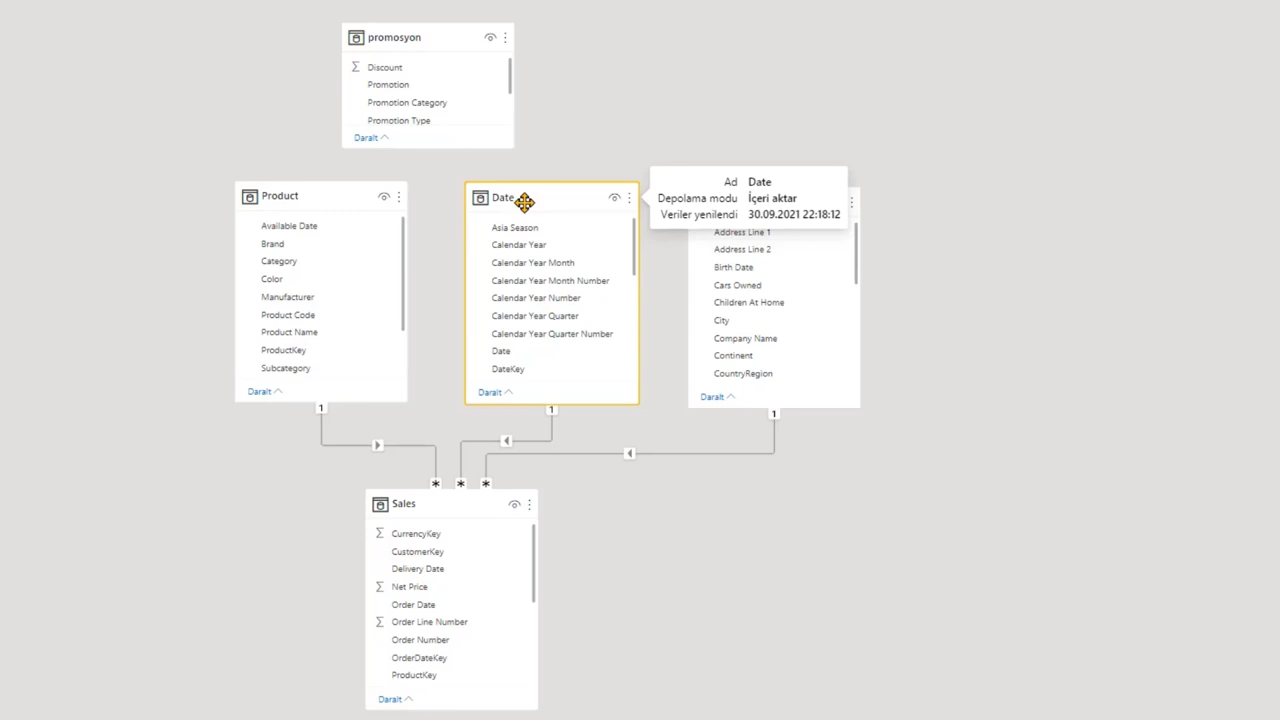 promosyon
Discount
Promotion
Promotion Category
Promotion Type
Daralt
Product
Available Date
Brand
Category
Color
Manufacturer
Product Code
Product Name
ProductKey
Subcategory
Daralt
Date
Asia Season
Calendar Year
Calendar Year Month
Calendar Year Month Number
Calendar Year Number
Calendar Year Quarter
Calendar Year Quarter Number
Date
DateKey
Daralt
Ad Date
Depolama modu İçeri aktar
Veriler yenilendi 30.09.2021 22:18:12
Address Line 1
Address Line 2
Birth Date
Cars Owned
Children At Home
City
Company Name
Continent
CountryRegion
Daralt
1
1
1
* * *
Sales
CurrencyKey
CustomerKey
Delivery Date
Net Price
Order Date
Order Line Number
Order Number
OrderDateKey
ProductKey
Daralt